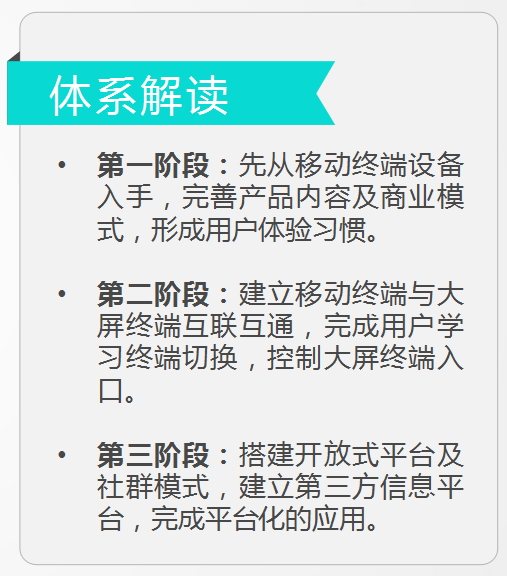 体系解读
• 第一阶段：先从移动终端设备
入手，完善产品内容及商业模
式，形成用户体验习惯。
• 第二阶段：建立移动终端与大
屏终端互联互通，完成用户学
习终端切换，控制大屏终端入
口。
• 第三阶段：搭建开放式平台及
社群模式，建立第三方信息平
台，完成平台化的应用。